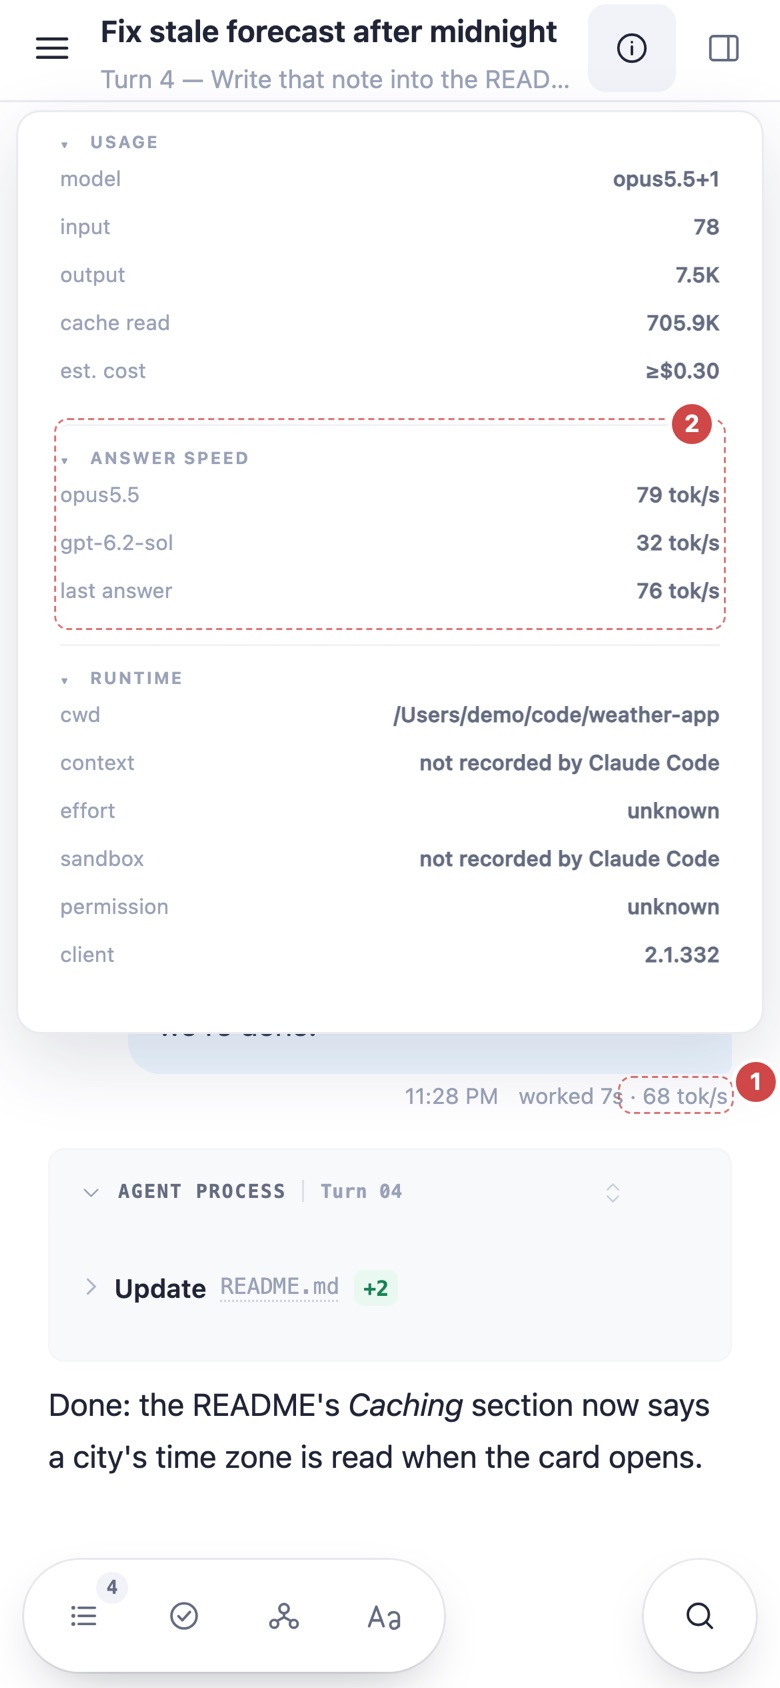 Fix stale forecast after midnight
Turn 4 — Write that note into the READ...
USAGE
model opus5.5+1
input 78
output 7.5K
cache read 705.9K
est. cost ≥$0.30
2
ANSWER SPEED
opus5.5 79 tok/s
gpt-6.2-sol 32 tok/s
last answer 76 tok/s
RUNTIME
cwd /Users/demo/code/weather-app
context not recorded by Claude Code
effort unknown
sandbox not recorded by Claude Code
permission unknown
client 2.1.332
11:28 PM worked 7s · 68 tok/s
1
AGENT PROCESS Turn 04
Update README.md +2
Done: the README's Caching section now says
a city's time zone is read when the card opens.
4
Aa